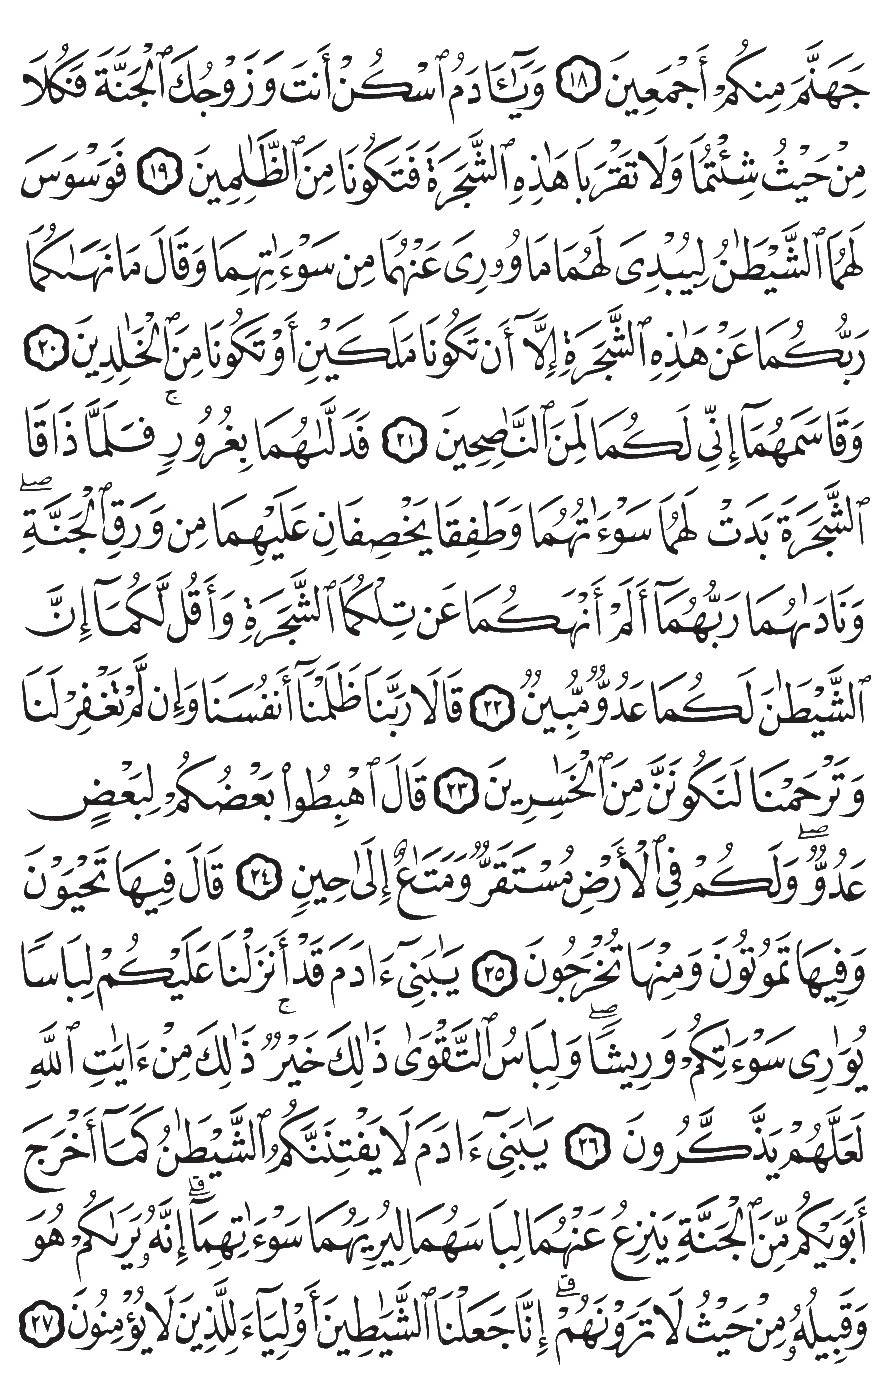 جَهَنَّمَ مِنكُمْ أَجْمَعِينَ ١٨ وَيَٰٓـَٔادَمُ ٱسْكُنْ أَنتَ وَزَوْجُكَ ٱلْجَنَّةَ فَكُلَا
مِنْ حَيْثُ شِئْتُمَا وَلَا تَقْرَبَا هَٰذِهِ ٱلشَّجَرَةَ فَتَكُونَا مِنَ ٱلظَّٰلِمِينَ ١٩ فَوَسْوَسَ
لَهُمَا ٱلشَّيْطَٰنُ لِيُبْدِىَ لَهُمَا مَا وُۥرِىَ عَنْهُمَا مِن سَوْءَٰتِهِمَا وَقَالَ مَا نَهَىٰكُمَا
رَبُّكُمَا عَنْ هَٰذِهِ ٱلشَّجَرَةِ إِلَّآ أَن تَكُونَا مَلَكَيْنِ أَوْ تَكُونَا مِنَ ٱلْخَٰلِدِينَ ٢٠
وَقَاسَمَهُمَآ إِنِّى لَكُمَا لَمِنَ ٱلنَّٰصِحِينَ ٢١ فَدَلَّىٰهُمَا بِغُرُورٍۚ فَلَمَّا ذَاقَا
ٱلشَّجَرَةَ بَدَتْ لَهُمَا سَوْءَٰتُهُمَا وَطَفِقَا يَخْصِفَانِ عَلَيْهِمَا مِن وَرَقِ ٱلْجَنَّةِۖ
وَنَادَىٰهُمَا رَبُّهُمَآ أَلَمْ أَنْهَكُمَا عَن تِلْكُمَا ٱلشَّجَرَةِ وَأَقُل لَّكُمَآ إِنَّ
ٱلشَّيْطَٰنَ لَكُمَا عَدُوٌّ مُّبِينٌ ٢٢ قَالَا رَبَّنَا ظَلَمْنَآ أَنفُسَنَا وَإِن لَّمْ تَغْفِرْ لَنَا
وَتَرْحَمْنَا لَنَكُونَنَّ مِنَ ٱلْخَٰسِرِينَ ٢٣ قَالَ ٱهْبِطُوا۟ بَعْضُكُمْ لِبَعْضٍ
عَدُوٌّۖ وَلَكُمْ فِى ٱلْأَرْضِ مُسْتَقَرٌّ وَمَتَٰعٌ إِلَىٰ حِينٍ ٢٤ قَالَ فِيهَا تَحْيَوْنَ
وَفِيهَا تَمُوتُونَ وَمِنْهَا تُخْرَجُونَ ٢٥ يَٰبَنِىٓ ءَادَمَ قَدْ أَنزَلْنَا عَلَيْكُمْ لِبَاسًا
يُوَٰرِى سَوْءَٰتِكُمْ وَرِيشًاۖ وَلِبَاسُ ٱلتَّقْوَىٰ ذَٰلِكَ خَيْرٌۚ ذَٰلِكَ مِنْ ءَايَٰتِ ٱللَّهِ
لَعَلَّهُمْ يَذَّكَّرُونَ ٢٦ يَٰبَنِىٓ ءَادَمَ لَا يَفْتِنَنَّكُمُ ٱلشَّيْطَٰنُ كَمَآ أَخْرَجَ
أَبَوَيْكُم مِّنَ ٱلْجَنَّةِ يَنزِعُ عَنْهُمَا لِبَاسَهُمَا لِيُرِيَهُمَا سَوْءَٰتِهِمَآۗ إِنَّهُۥ يَرَىٰكُمْ هُوَ
وَقَبِيلُهُۥ مِنْ حَيْثُ لَا تَرَوْنَهُمْۗ إِنَّا جَعَلْنَا ٱلشَّيَٰطِينَ أَوْلِيَآءَ لِلَّذِينَ لَا يُؤْمِنُونَ ٢٧